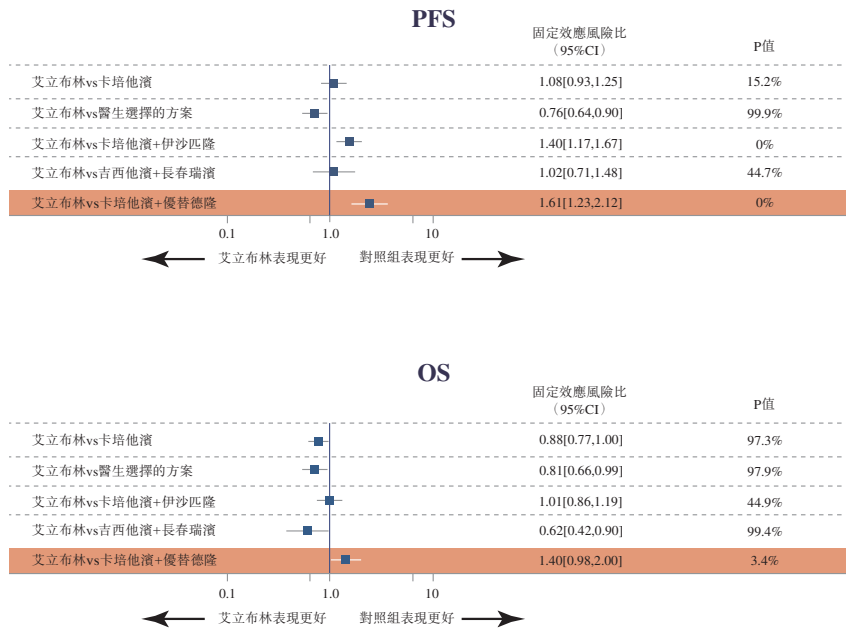 PFS
固定效應風險比
（95%CI）
P值
艾立布林vs卡培他濱 1.08[0.93,1.25] 15.2%
艾立布林vs醫生選擇的方案 0.76[0.64,0.90] 99.9%
艾立布林vs卡培他濱+伊沙匹隆 1.40[1.17,1.67] 0%
艾立布林vs吉西他濱+長春瑞濱 1.02[0.71,1.48] 44.7%
艾立布林vs卡培他濱+優替德隆 1.61[1.23,2.12] 0%
0.1 1.0 10
艾立布林表現更好 對照組表現更好
OS
固定效應風險比
（95%CI）
P值
艾立布林vs卡培他濱 0.88[0.77,1.00] 97.3%
艾立布林vs醫生選擇的方案 0.81[0.66,0.99] 97.9%
艾立布林vs卡培他濱+伊沙匹隆 1.01[0.86,1.19] 44.9%
艾立布林vs吉西他濱+長春瑞濱 0.62[0.42,0.90] 99.4%
艾立布林vs卡培他濱+優替德隆 1.40[0.98,2.00] 3.4%
0.1 1.0 10
艾立布林表現更好 對照組表現更好